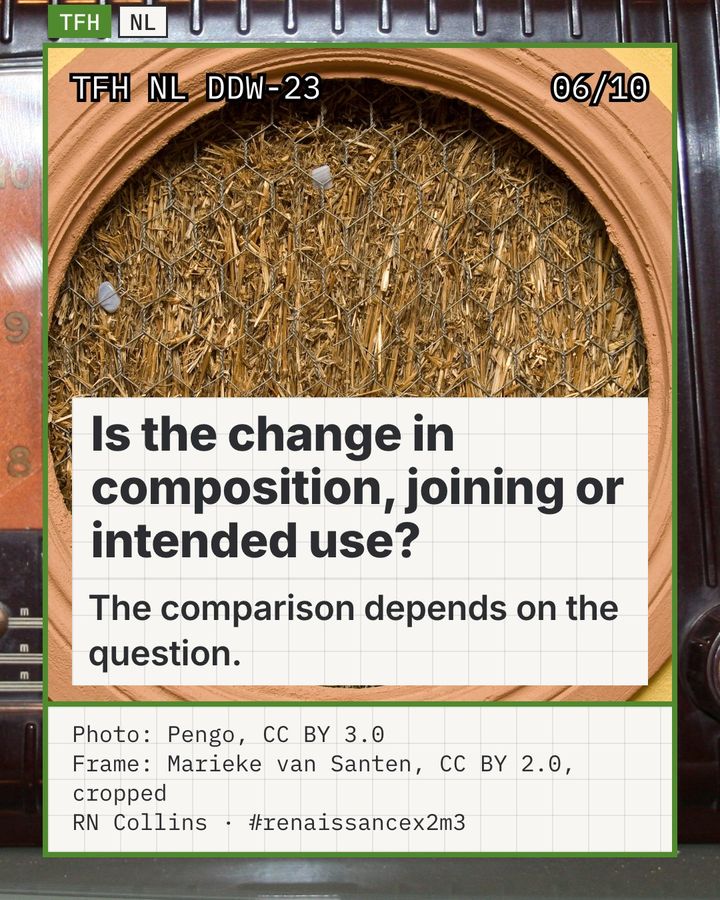 TFH NL
TFH NL DDW-23 06/10
9
8
Is the change in
composition, joining or
intended use?
The comparison depends on the
question.
m
m
m
m
Photo: Pengo, CC BY 3.0
Frame: Marieke van Santen, CC BY 2.0,
cropped
RN Collins · #renaissancex2m3